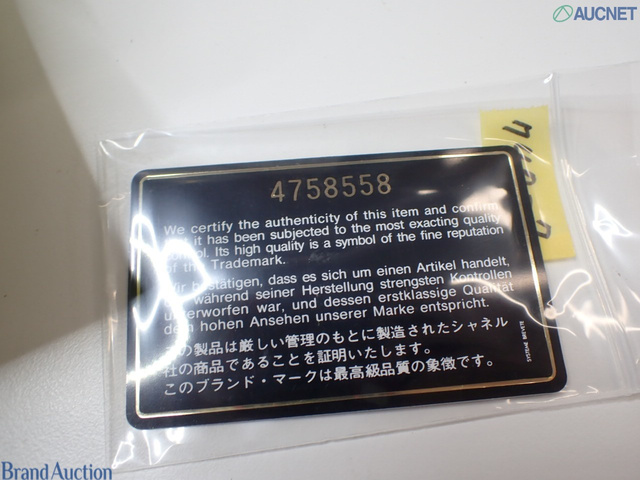 AUCNET
4758558
We certify the authenticity of this item and confirm
it has been subjected to the most exacting quality
control. Its high quality is a symbol of the fine reputation
of the Trademark.
Wir bestätigen, dass es sich um einen Artikel handelt,
während seiner Herstellung strengsten Kontrollen
unterworfen war, und dessen erstklassige Qualität
dem hohen Ansehen unserer Marke entspricht.
この製品は厳しい管理のもとに製造されたシャネル
社の商品であることを証明いたします。
このブランド・マークは最高級品質の象徴です。
SYSTEME BREVETE
Brand Auction